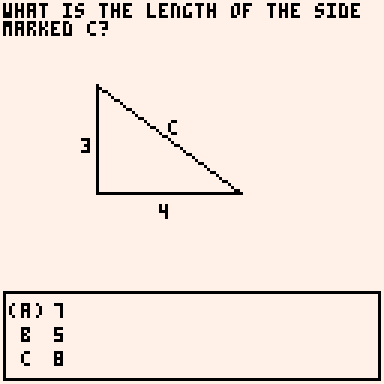 WHAT IS THE LENGTH OF THE SIDE
MARKED C?
C
3
4
(A) 7
B 5
C 8